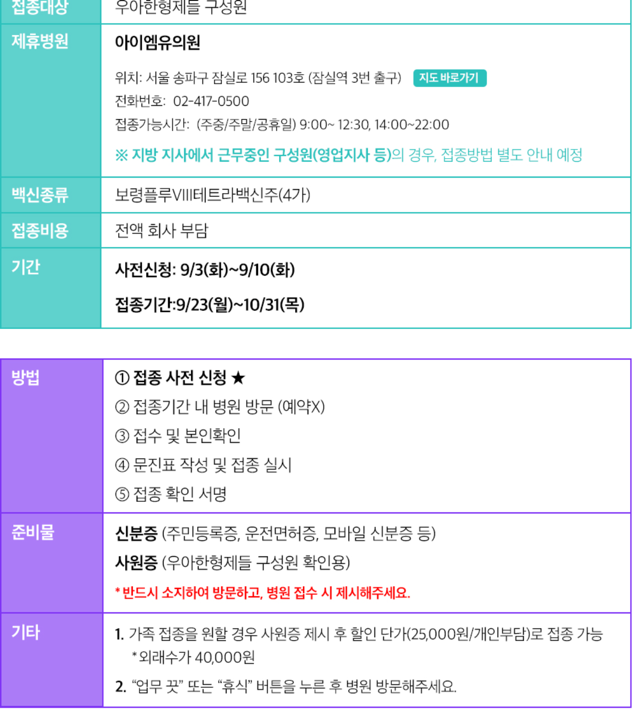 접종대상 우아한형제들 구성원
제휴병원 아이엠유의원
위치: 서울 송파구 잠실로 156 103호 (잠실역 3번 출구) 지도 바로가기
전화번호: 02-417-0500
접종가능시간: (주중/주말/공휴일) 9:00~ 12:30, 14:00~22:00
※ 지방 지사에서 근무중인 구성원(영업지사 등)의 경우, 접종방법 별도 안내 예정
백신종류 보령플루VIII테트라백신주(4가)
접종비용 전액 회사 부담
기간 사전신청: 9/3(화)~9/10(화)
접종기간:9/23(월)~10/31(목)
방법 ① 접종 사전 신청 ★
② 접종기간 내 병원 방문 (예약X)
③ 접수 및 본인확인
④ 문진표 작성 및 접종 실시
⑤ 접종 확인 서명
준비물 신분증 (주민등록증, 운전면허증, 모바일 신분증 등)
사원증 (우아한형제들 구성원 확인용)
* 반드시 소지하여 방문하고, 병원 접수 시 제시해주세요.
기타 1. 가족 접종을 원할 경우 사원증 제시 후 할인 단가(25,000원/개인부담)로 접종 가능
*외래수가 40,000원
2. “업무 끗” 또는 “휴식” 버튼을 누른 후 병원 방문해주세요.